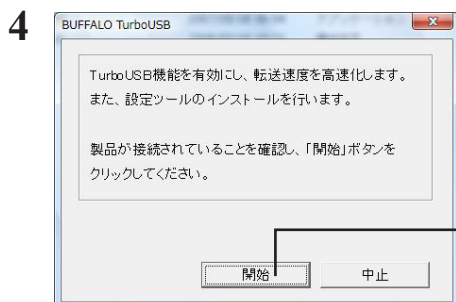 4
BUFFALO TurboUSB
TurboUSB機能を有効にし、転送速度を高速化します。
また、設定ツールのインストールを行います。
製品が接続されていることを確認し、「開始」ボタンを
クリックしてください。
開始
中止